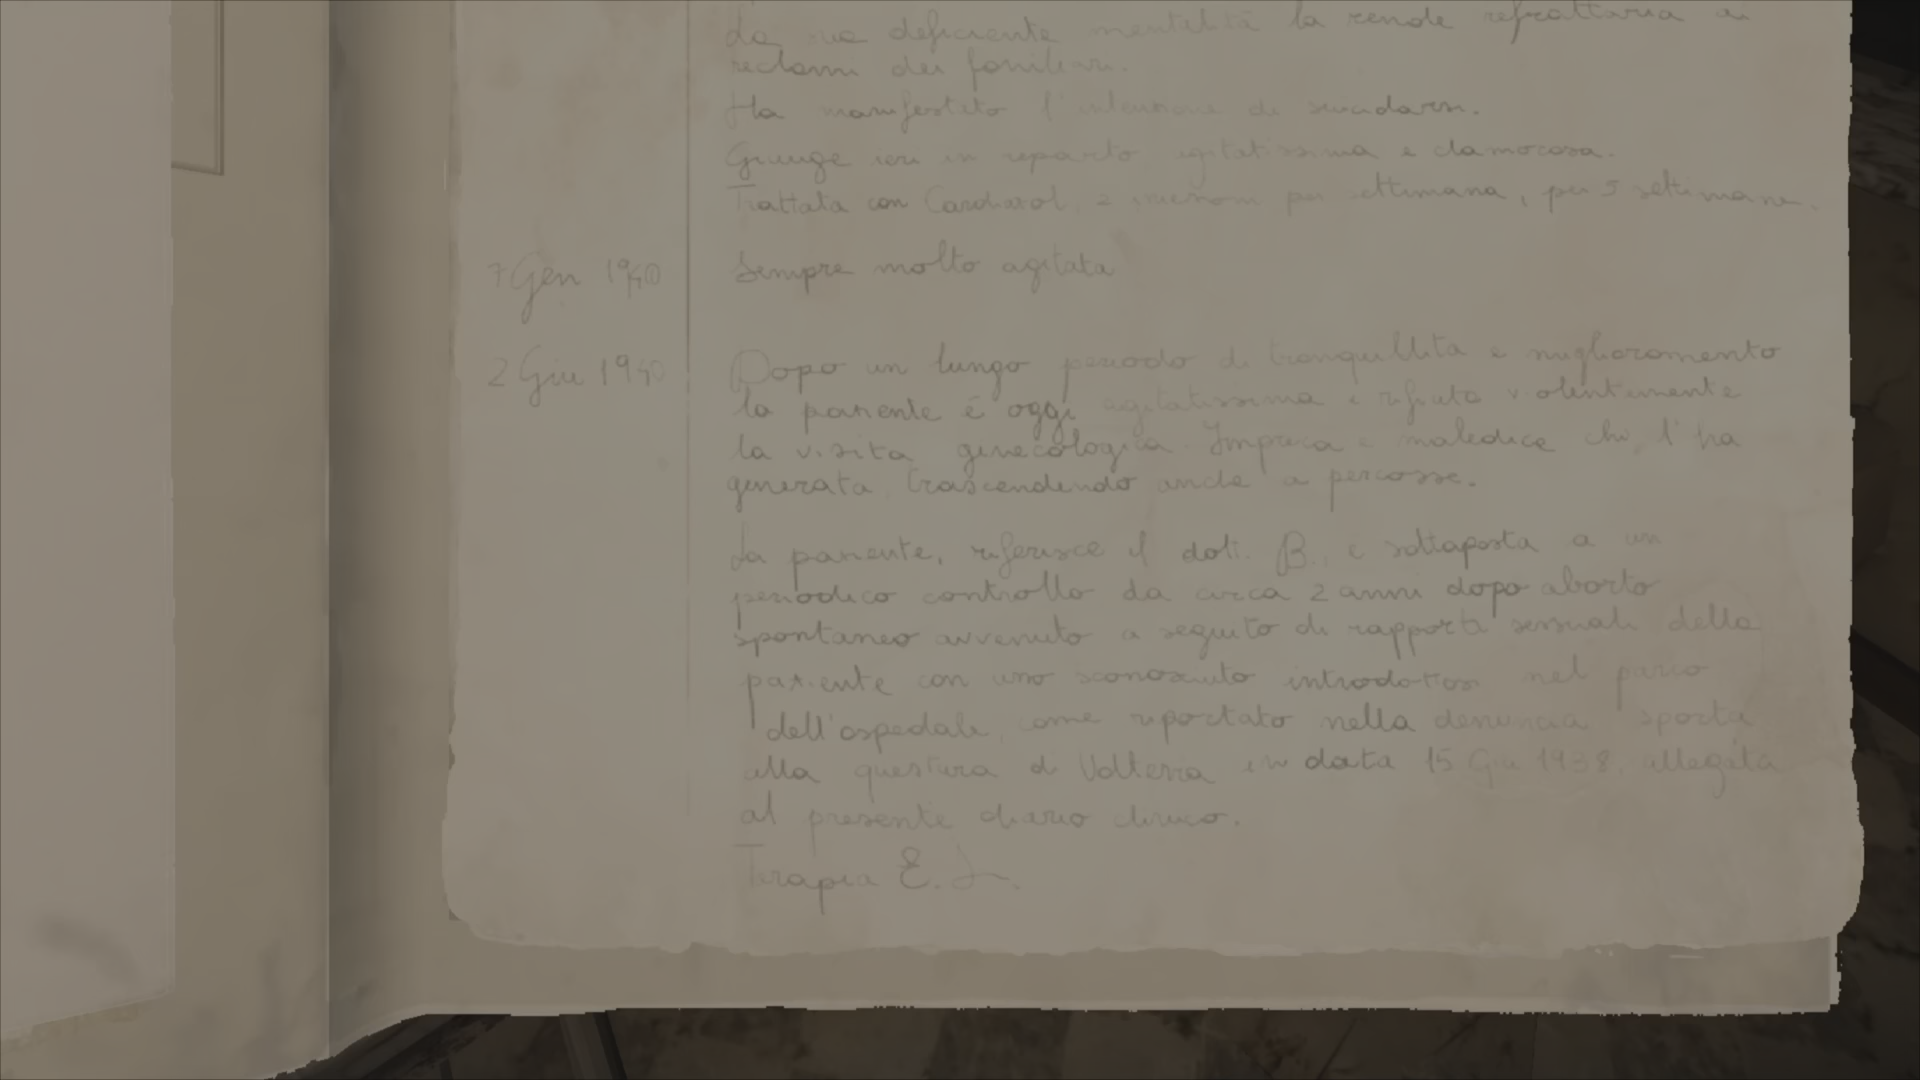 La sua deficiente mentalità la rende refrattaria ai
reclami dei familiari.
Ha manifestato l'intenzione di suicidarsi.
Giunge ieri in reparto agitatissima e clamorosa.
Trattata con Cardiazol, 2 iniezioni per settimana, per 5 settimane.
7 Gen 1940
Sempre molto agitata
2 Giu 1940
Dopo un lungo periodo di tranquillità e miglioramento
la paziente è oggi agitatissima e rifiuta violentemente
la visita ginecologica. Impreca e maledice chi l'ha
generata, trascendendo anche a percosse.
La paziente, riferisce il dott. B., è sottoposta a un
periodico controllo da circa 2 anni dopo aborto
spontaneo avvenuto a seguito di rapporti sessuali della
paziente con uno sconosciuto introdottosi nel parco
dell'ospedale, come riportato nella denuncia sporta
alla questura di Volterra in data 15 Giu 1938, allegata
al presente diario clinico.
Terapia E.